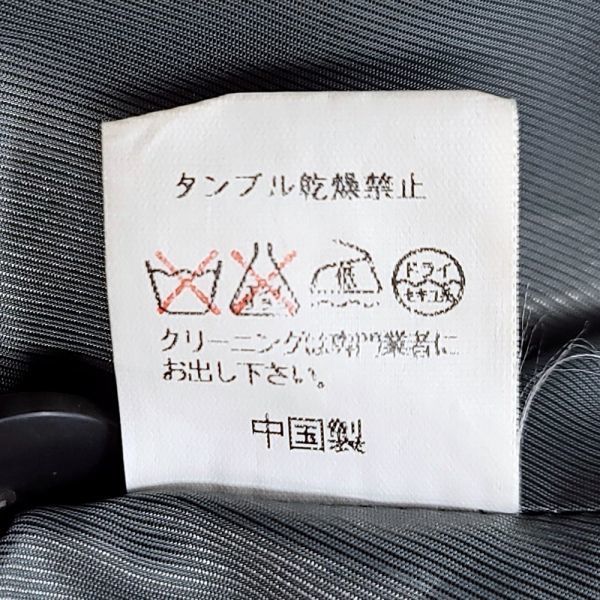 タンブル乾燥禁止
低 ドライ セキユ系
クリーニングは専門業者に
お出し下さい。
中国製